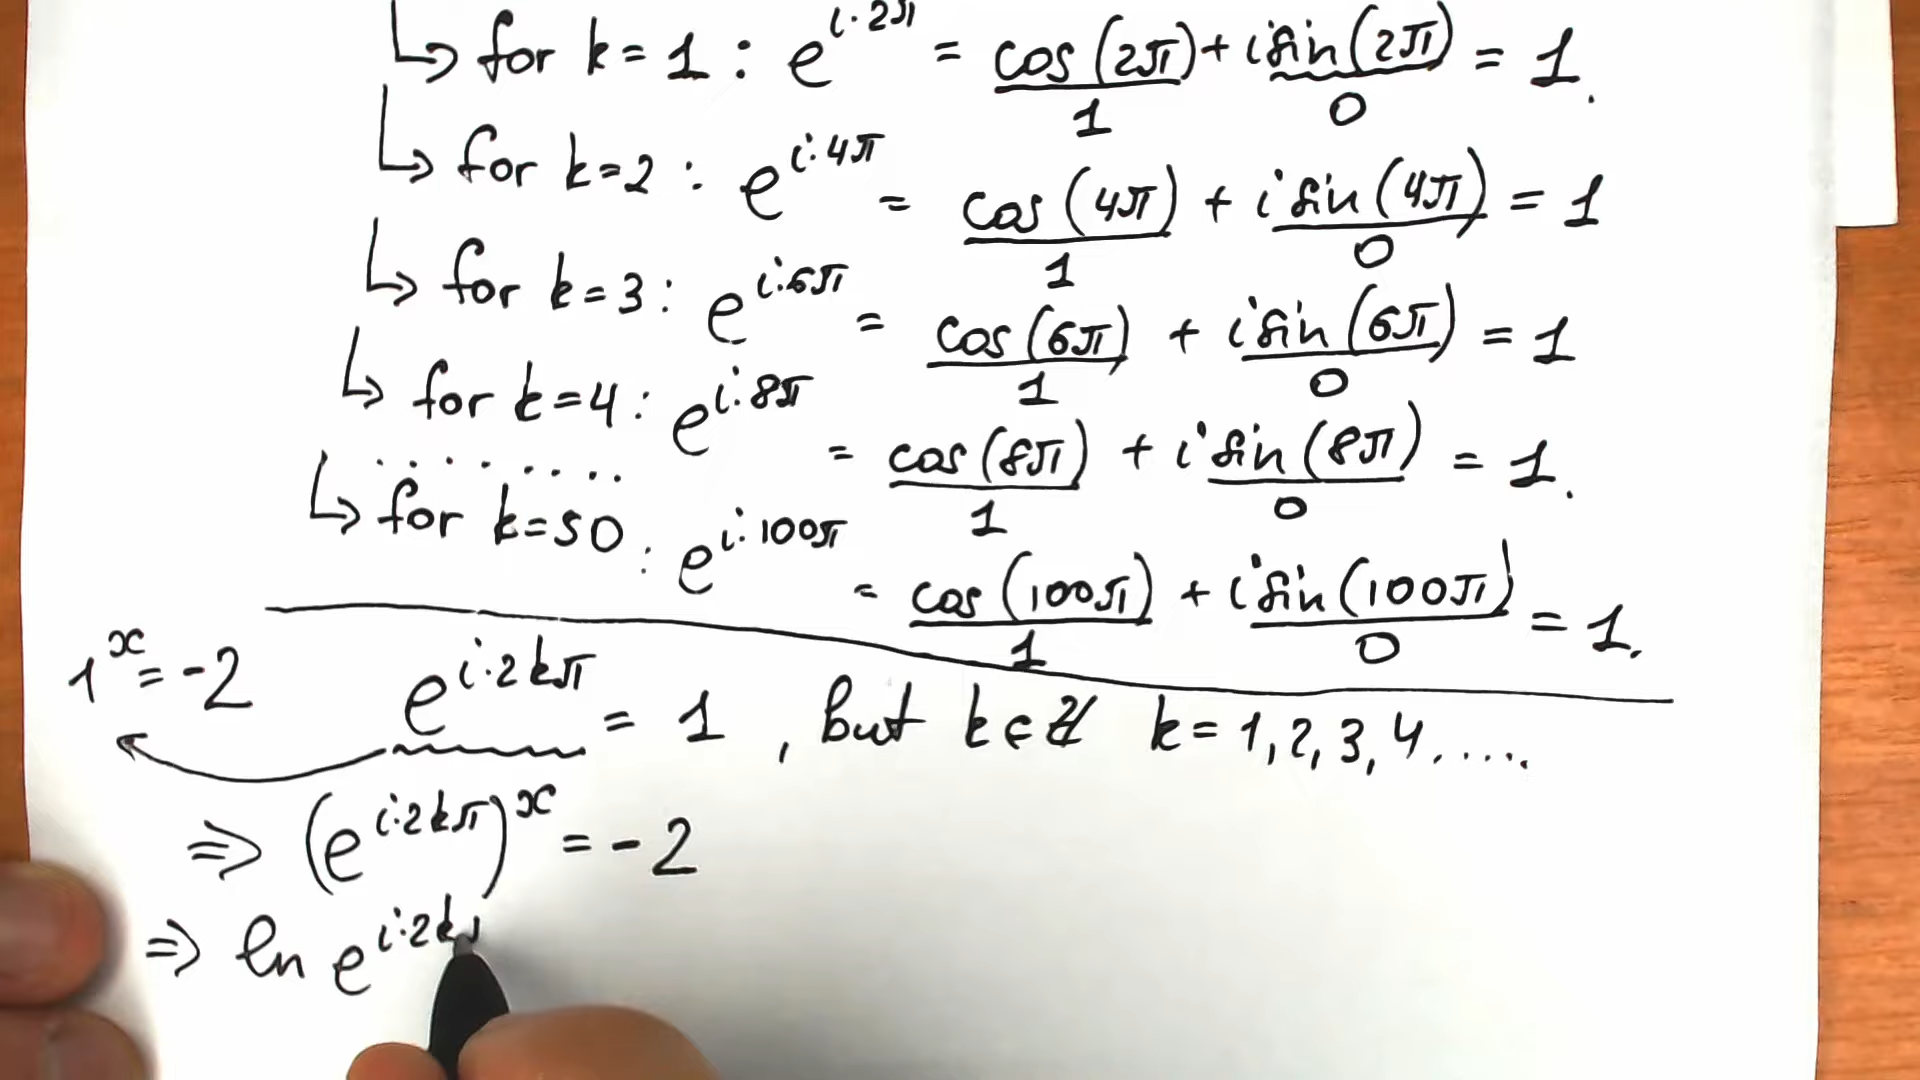 ↳ for k = 1 : e^{i·2π} = cos(2π) + i sin(2π) = 1.
1 0
↳ for k=2 : e^{i·4π} = cos(4π) + i sin(4π) = 1
1 0
↳ for k=3 : e^{i·6π} = cos(6π) + i sin(6π) = 1
1 0
↳ for k=4 : e^{i·8π} = cos(8π) + i sin(8π) = 1.
1 0
. . . . . . . .
↳ for k=50 : e^{i·100π} = cos(100π) + i sin(100π) = 1.
1 0
1^x = -2 e^{i·2kπ} = 1 , but k∈ℤ k = 1, 2, 3, 4, ....
⇒ (e^{i·2kπ})^x = -2
⇒ ln e^{i·2k